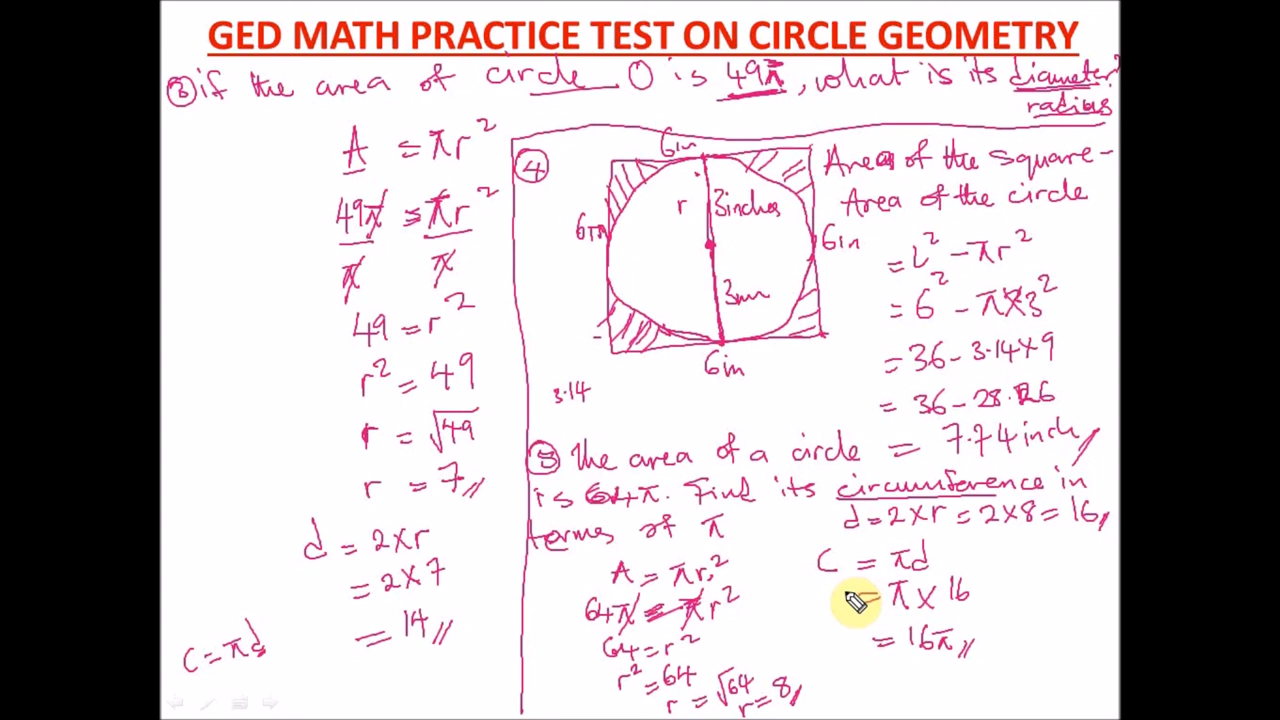 GED MATH PRACTICE TEST ON CIRCLE GEOMETRY
③ if the area of circle O is 49π, what is its diameter?
radius
A = πr²
49π = πr²
π π
49 = r²
r² = 49
r = √49
r = 7
d = 2×r
= 2×7
= 14
C = πd
④
6in
6in
r 3inches
6in
3in
6in
3.14
Area of the square -
Area of the circle
= L² - πr²
= 6² - π×3²
= 36 - 3.14×9
= 36 - 28.26
= 7.74 inch
⑤ The area of a circle
is 64π. Find its circumference in
terms of π
A = πr²
64π = πr²
64 = r²
r² = 64
r = √64
r = 8
d = 2×r = 2×8 = 16
C = πd
= π × 16
= 16π